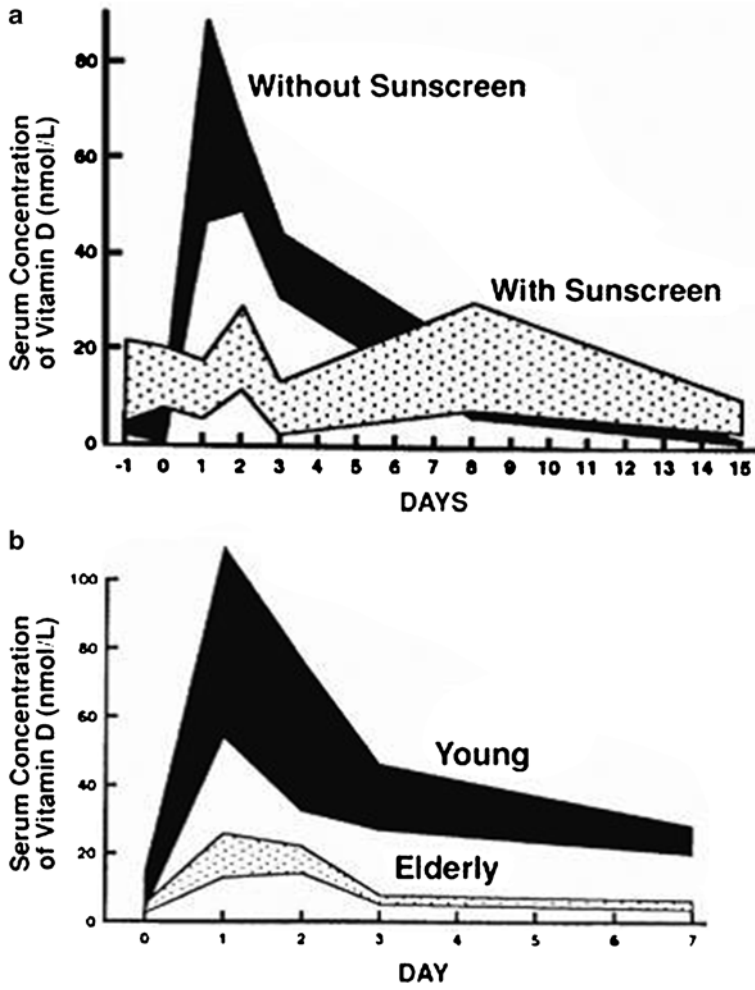 a
Serum Concentration
of Vitamin D (nmol/L)
80
60
40
20
0
Without Sunscreen
With Sunscreen
-1 0 1 2 3 4 5 6 7 8 9 10 11 12 13 14 15
DAYS
b
Serum Concentration
of Vitamin D (nmol/L)
100
80
60
40
20
0
Young
Elderly
0 1 2 3 4 5 6 7
DAY